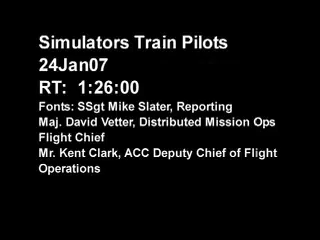 Simulators Train Pilots
24Jan07
RT:  1:26:00
Fonts: SSgt Mike Slater, Reporting
Maj. David Vetter, Distributed Mission Ops
Flight Chief
Mr. Kent Clark, ACC Deputy Chief of Flight
Operations